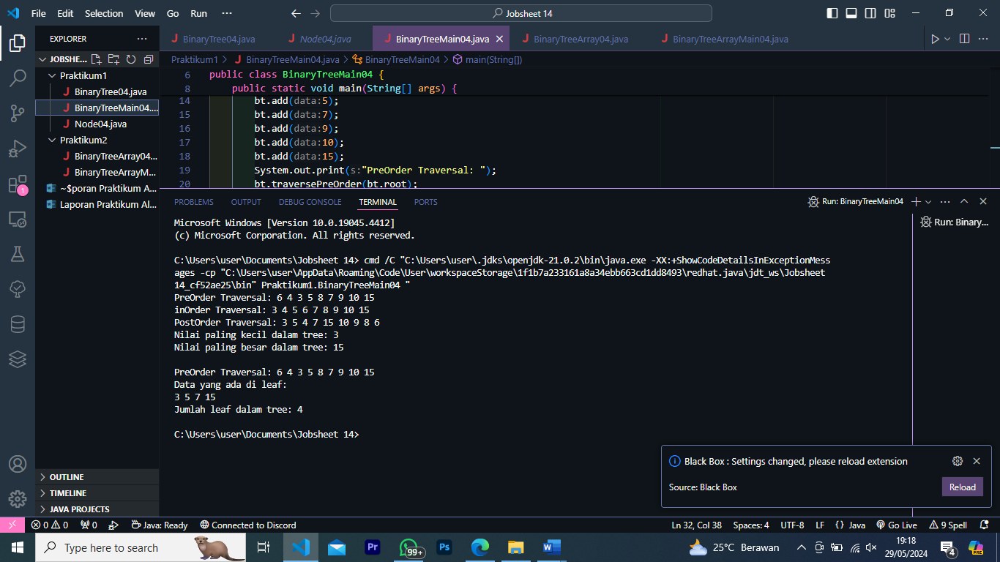 File Edit Selection View Go Run ···
Jobsheet 14
EXPLORER ···
JOBSHE...
Praktikum1
J BinaryTree04.java
J BinaryTreeMain04....
J Node04.java
Praktikum2
J BinaryTreeArray04...
J BinaryTreeArrayM...
~$poran Praktikum A...
Laporan Praktikum Al...
OUTLINE
TIMELINE
JAVA PROJECTS
1
J BinaryTree04.java J Node04.java J BinaryTreeMain04.java J BinaryTreeArray04.java J BinaryTreeArrayMain04.java
Praktikum1 > J BinaryTreeMain04.java > BinaryTreeMain04 > main(String[])
6 public class BinaryTreeMain04 {
8 public static void main(String[] args) {
14 bt.add(data:5);
15 bt.add(data:7);
16 bt.add(data:9);
17 bt.add(data:10);
18 bt.add(data:15);
19 System.out.print(s:"PreOrder Traversal: ");
20 bt.traversePreOrder(bt.root);
PROBLEMS OUTPUT DEBUG CONSOLE TERMINAL PORTS
Run: BinaryTreeMain04
Run: Binary...
Microsoft Windows [Version 10.0.19045.4412]
(c) Microsoft Corporation. All rights reserved.
C:\Users\user\Documents\Jobsheet 14> cmd /C "C:\Users\user\.jdks\openjdk-21.0.2\bin\java.exe -XX:+ShowCodeDetailsInExceptionMess
ages -cp "C:\Users\user\AppData\Roaming\Code\User\workspaceStorage\1f1b7a233161a8a34ebb663cd1dd8493\redhat.java\jdt_ws\Jobsheet
14_cf52ae25\bin" Praktikum1.BinaryTreeMain04 "
PreOrder Traversal: 6 4 3 5 8 7 9 10 15
inOrder Traversal: 3 4 5 6 7 8 9 10 15
PostOrder Traversal: 3 5 4 7 15 10 9 8 6
Nilai paling kecil dalam tree: 3
Nilai paling besar dalam tree: 15
PreOrder Traversal: 6 4 3 5 8 7 9 10 15
Data yang ada di leaf:
3 5 7 15
Jumlah leaf dalam tree: 4
C:\Users\user\Documents\Jobsheet 14>
Black Box : Settings changed, please reload extension
Source: Black Box
Reload
0 0 0 Java: Ready Connected to Discord
Ln 32, Col 38 Spaces: 4 UTF-8 LF {} Java Go Live 9 Spell
Type here to search
Pr
99+
Ps
W
25°C Berawan
19:18
29/05/2024
4
PRE